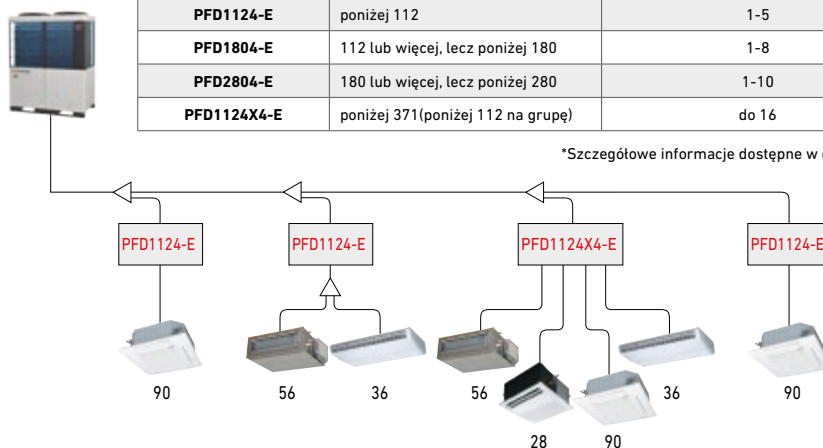 PFD1124-E poniżej 112 1-5
PFD1804-E 112 lub więcej, lecz poniżej 180 1-8
PFD2804-E 180 lub więcej, lecz poniżej 280 1-10
PFD1124X4-E poniżej 371(poniżej 112 na grupę) do 16
*Szczegółowe informacje dostępne w
PFD1124-E PFD1124-E PFD1124X4-E PFD1124-E
90 56 36 56 36 90
28 90